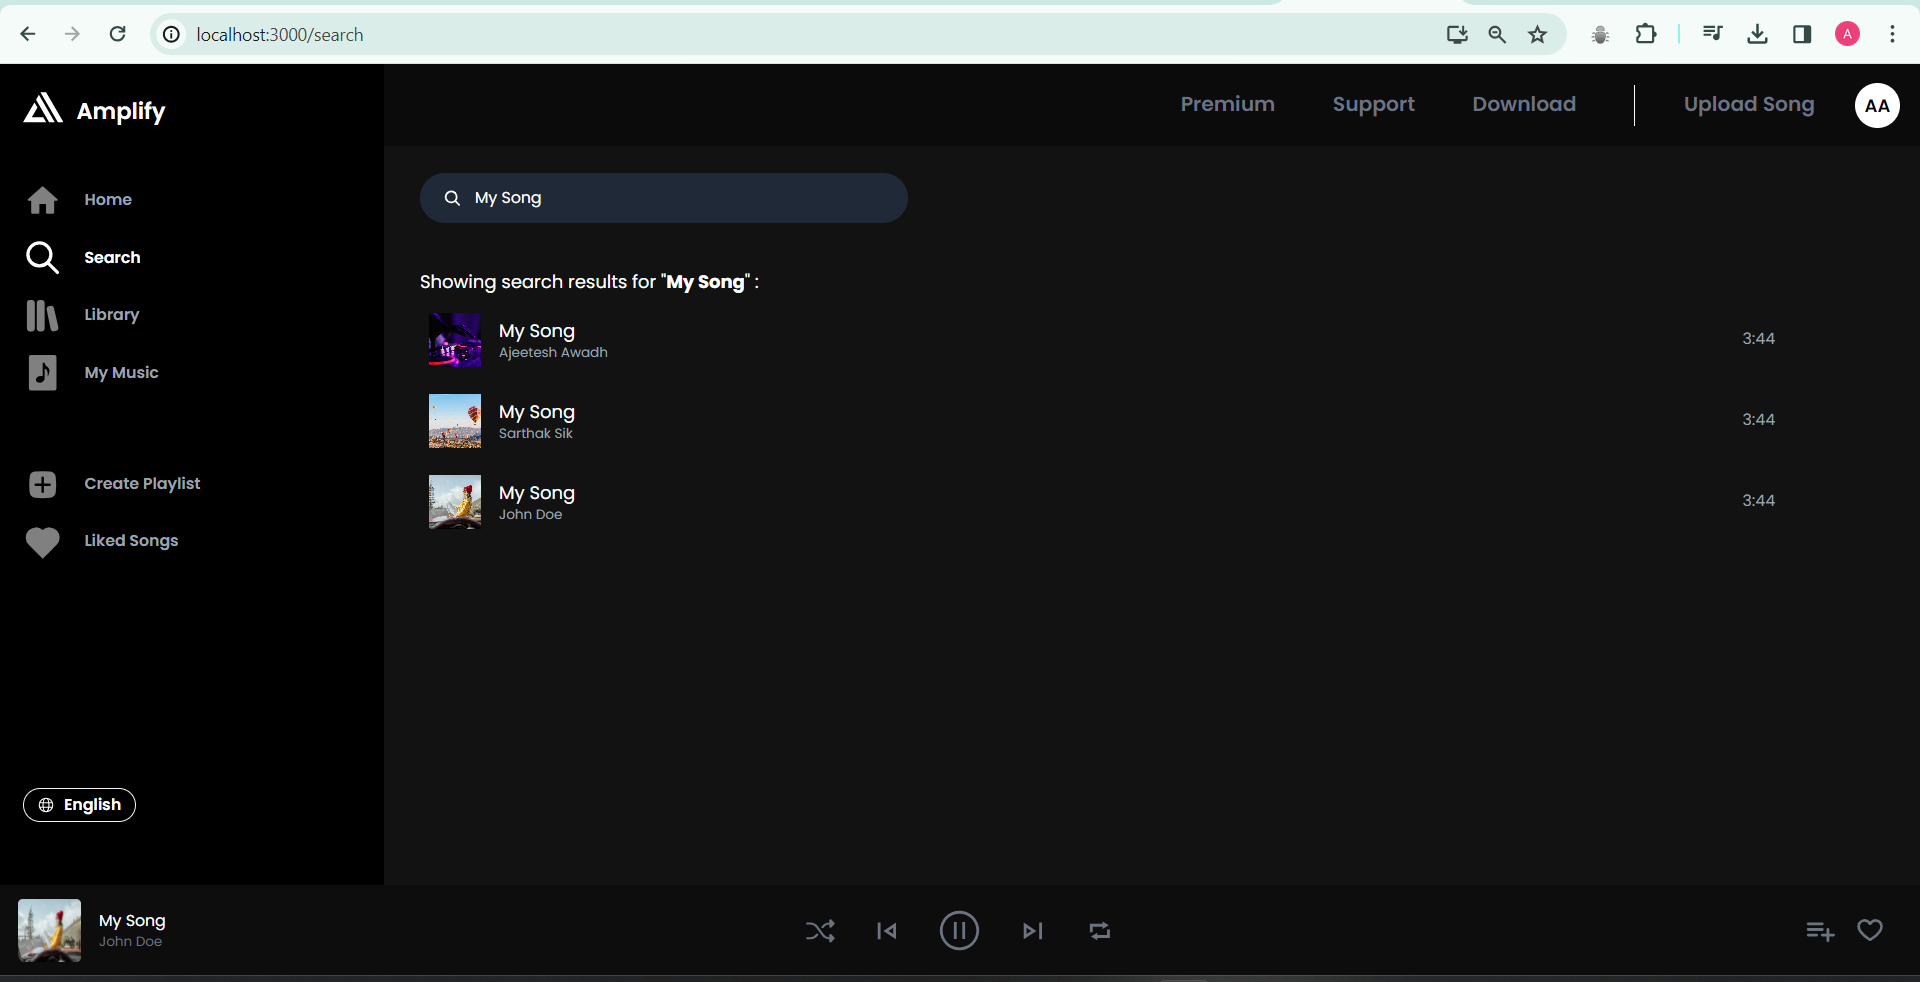 localhost:3000/search
A
Amplify
Premium
Support
Download
Upload Song
AA
Home
Search
Library
My Music
Create Playlist
Liked Songs
English
My Song
Showing search results for "My Song" :
My Song
Ajeetesh Awadh
3:44
My Song
Sarthak Sik
3:44
My Song
John Doe
3:44
My Song
John Doe